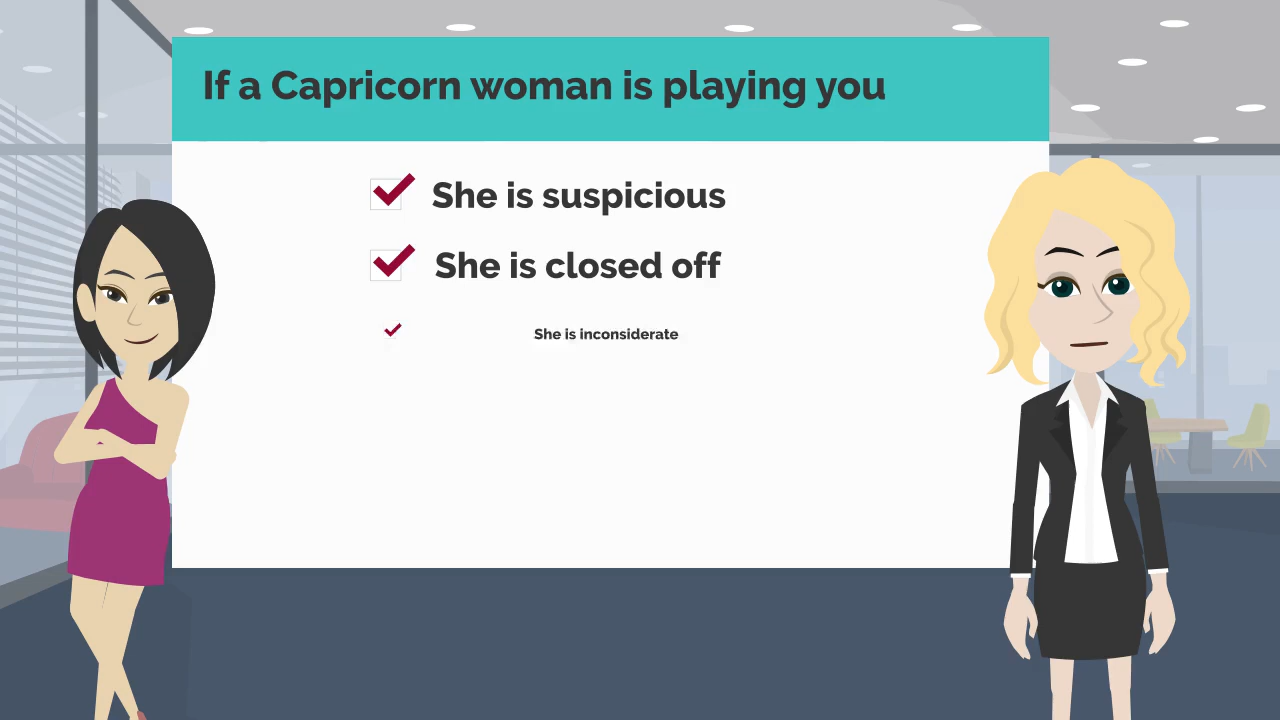 If a Capricorn woman is playing you
She is suspicious
She is closed off
She is inconsiderate